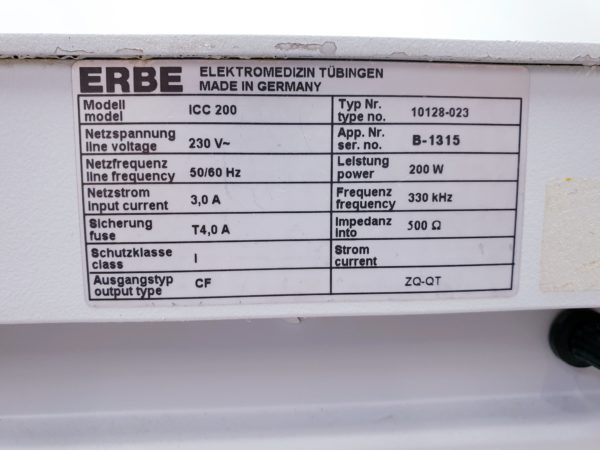 ERBE ELEKTROMEDIZIN TÜBINGEN
MADE IN GERMANY
Modell
model
ICC 200
Typ Nr.
type no.
10128-023
Netzspannung
line voltage
230 V~
App. Nr.
ser. no.
B-1315
Netzfrequenz
line frequency
50/60 Hz
Leistung
power
200 W
Netzstrom
input current
3,0 A
Frequenz
frequency
330 kHz
Sicherung
fuse
T4,0 A
Impedanz
into
500 Ω
Schutzklasse
class
I
Strom
current
Ausgangstyp
output type
CF
ZQ-QT